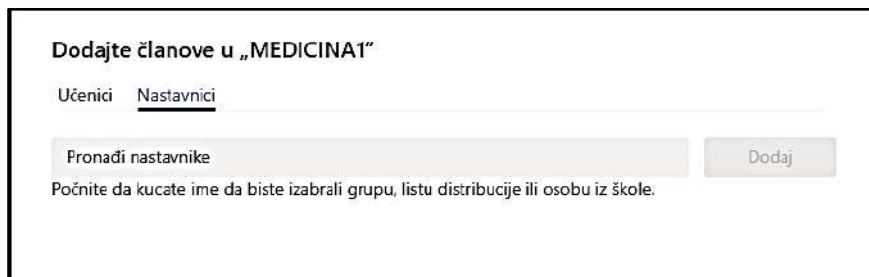 Dodajte članove u „MEDICINA1“
Učenici Nastavnici
Pronađi nastavnike Dodaj
Počnite da kucate ime da biste izabrali grupu, listu distribucije ili osobu iz škole.